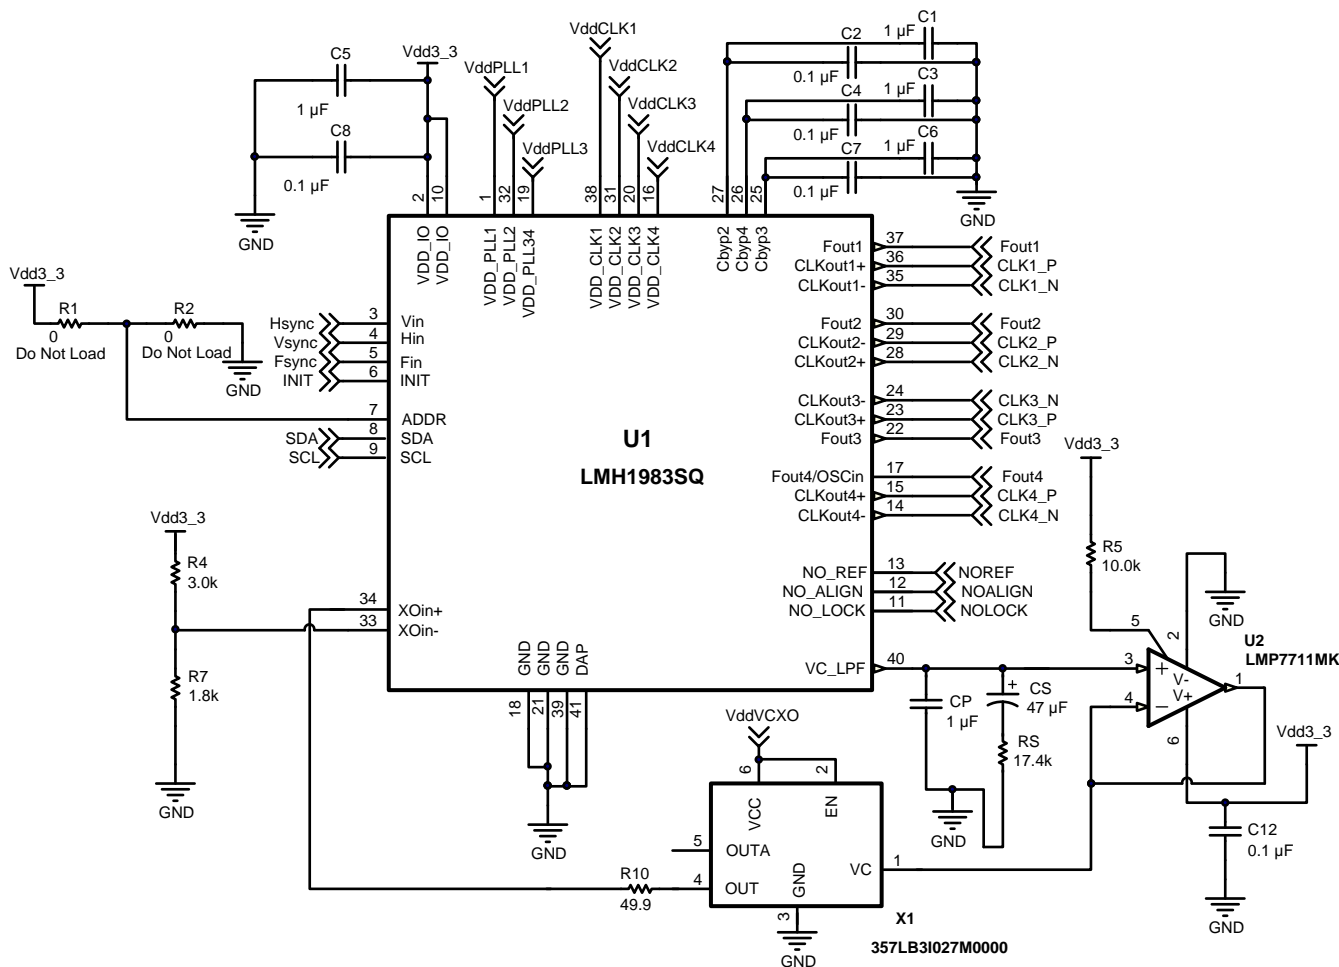 VddCLK1
C1
1 µF
C2
C5
Vdd3_3
VddPLL1
VddCLK2
0.1 µF
C3
1 µF
C4
1 µF
VddPLL2
VddCLK3
0.1 µF
C6
1 µF
C7
C8
VddPLL3
VddCLK4
0.1 µF
0.1 µF
2
10
1
32
19
38
31
20
16
27
26
25
GND
GND
VDD_IO
VDD_IO
VDD_PLL1
VDD_PLL2
VDD_PLL34
VDD_CLK1
VDD_CLK2
VDD_CLK3
VDD_CLK4
Cbyp2
Cbyp4
Cbyp3
Fout1 37 Fout1
CLKout1+ 36 CLK1_P
CLKout1- 35 CLK1_N
Vdd3_3
R1
0
Do Not Load
R2
0
Do Not Load
GND
Hsync 3 Vin
Vsync 4 Hin
Fsync 5 Fin
INIT 6 INIT
Fout2 30 Fout2
CLKout2- 29 CLK2_P
CLKout2+ 28 CLK2_N
7 ADDR
SDA 8 SDA
SCL 9 SCL
CLKout3- 24 CLK3_N
CLKout3+ 23 CLK3_P
Fout3 22 Fout3
U1
LMH1983SQ
Fout4/OSCin 17 Fout4
CLKout4+ 15 CLK4_P
CLKout4- 14 CLK4_N
Vdd3_3
R5
10.0k
Vdd3_3
R4
3.0k
NO_REF 13 NOREF
NO_ALIGN 12 NOALIGN
NO_LOCK 11 NOLOCK
34 XOin+
33 XOin-
GND
5
2
U2
LMP7711MK
R7
1.8k
GND
GND
GND
DAP
18
21
39
41
VC_LPF 40
3
+
V-
V+
4
−
1
6
CP
1 µF
+
CS
47 µF
RS
17.4k
Vdd3_3
VddVCXO
6
2
VCC
EN
GND
GND
GND
C12
0.1 µF
5 OUTA
VC 1
R10
49.9
4 OUT
GND
3
X1
357LB3I027M0000
GND
GND